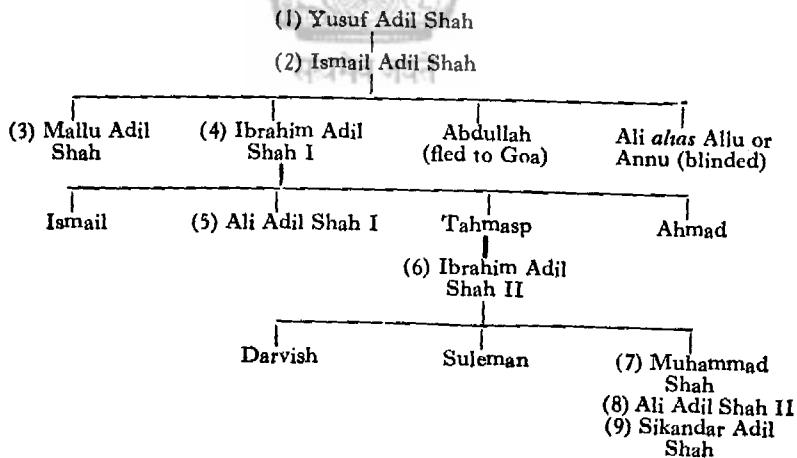 (1) Yusuf Adil Shah
(2) Ismail Adil Shah
(3) Mallu Adil Shah
(4) Ibrahim Adil Shah I
Abdullah (fled to Goa)
Ali ahas Allu or Annu (blinded)
Ismail
(5) Ali Adil Shah I
Tahmasp
Ahmad
(6) Ibrahim Adil Shah II
Darvish
Suleman
(7) Muhammad Shah
(8) Ali Adil Shah II
(9) Sikandar Adil Shah